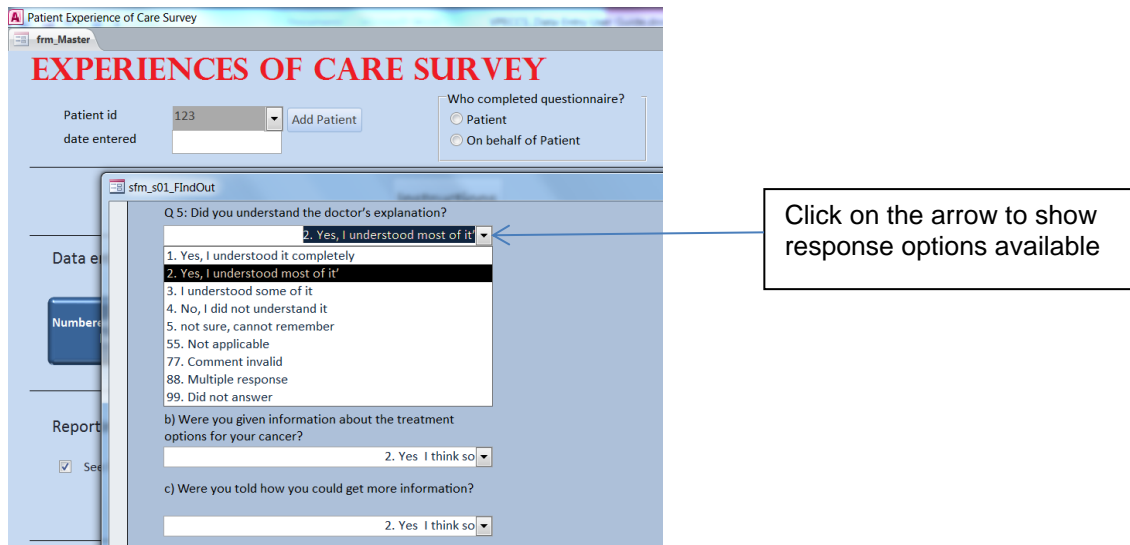 Patient Experience of Care Survey
frm_Master
EXPERIENCES OF CARE SURVEY
Patient id
123
Add Patient
date entered
Who completed questionnaire?
Patient
On behalf of Patient
sfm_s01_FIndOut
Q 5: Did you understand the doctor's explanation?
2. Yes, I understood most of it'
1. Yes, I understood it completely
2. Yes, I understood most of it'
3. I understood some of it
4. No, I did not understand it
5. not sure, cannot remember
55. Not applicable
77. Comment invalid
88. Multiple response
99. Did not answer
b) Were you given information about the treatment
options for your cancer?
2. Yes I think so
c) Were you told how you could get more information?
2. Yes I think so
Data e
Number
Report
See
Click on the arrow to show
response options available